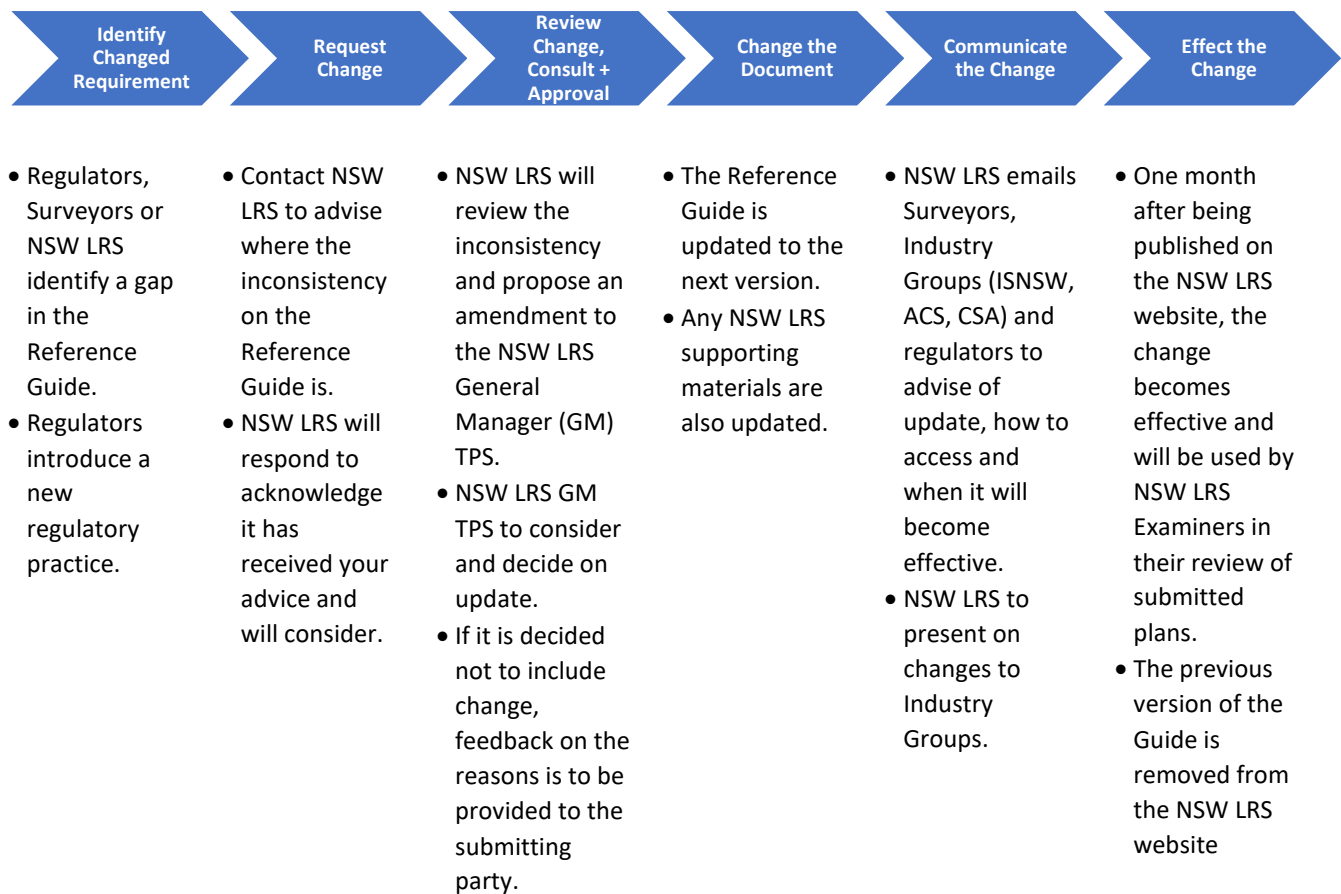 Identify
Changed
Requirement
Request
Change
Review
Change,
Consult +
Approval
Change the
Document
Communicate
the Change
Effect the
Change
• Regulators,
Surveyors or
NSW LRS
identify a gap
in the
Reference
Guide.
• Regulators
introduce a
new
regulatory
practice.
• Contact NSW
LRS to advise
where the
inconsistency
on the
Reference
Guide is.
• NSW LRS will
respond to
acknowledge
it has
received your
advice and
will consider.
• NSW LRS will
review the
inconsistency
and propose an
amendment to
the NSW LRS
General
Manager (GM)
TPS.
• NSW LRS GM
TPS to consider
and decide on
update.
• If it is decided
not to include
change,
feedback on the
reasons is to be
provided to the
submitting
party.
• The Reference
Guide is
updated to the
next version.
• Any NSW LRS
supporting
materials are
also updated.
• NSW LRS emails
Surveyors,
Industry
Groups (ISNSW,
ACS, CSA) and
regulators to
advise of
update, how to
access and
when it will
become
effective.
• NSW LRS to
present on
changes to
Industry
Groups.
• One month
after being
published on
the NSW LRS
website, the
change
becomes
effective and
will be used by
NSW LRS
Examiners in
their review of
submitted
plans.
• The previous
version of the
Guide is
removed from
the NSW LRS
website